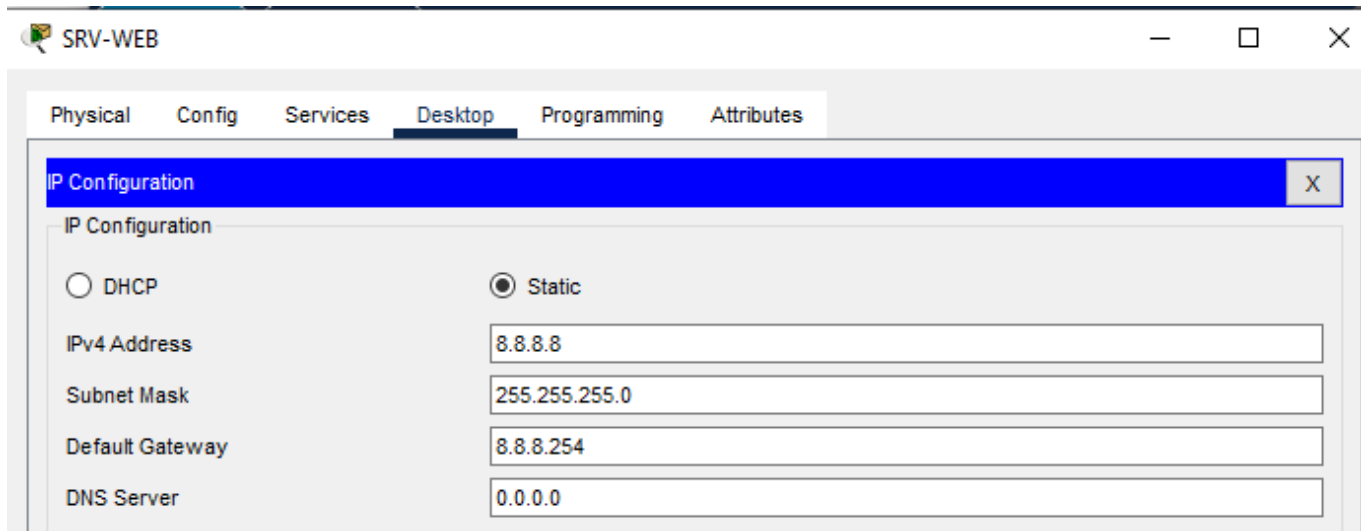 SRV-WEB
Physical Config Services Desktop Programming Attributes
IP Configuration X
IP Configuration
DHCP Static
IPv4 Address 8.8.8.8
Subnet Mask 255.255.255.0
Default Gateway 8.8.8.254
DNS Server 0.0.0.0